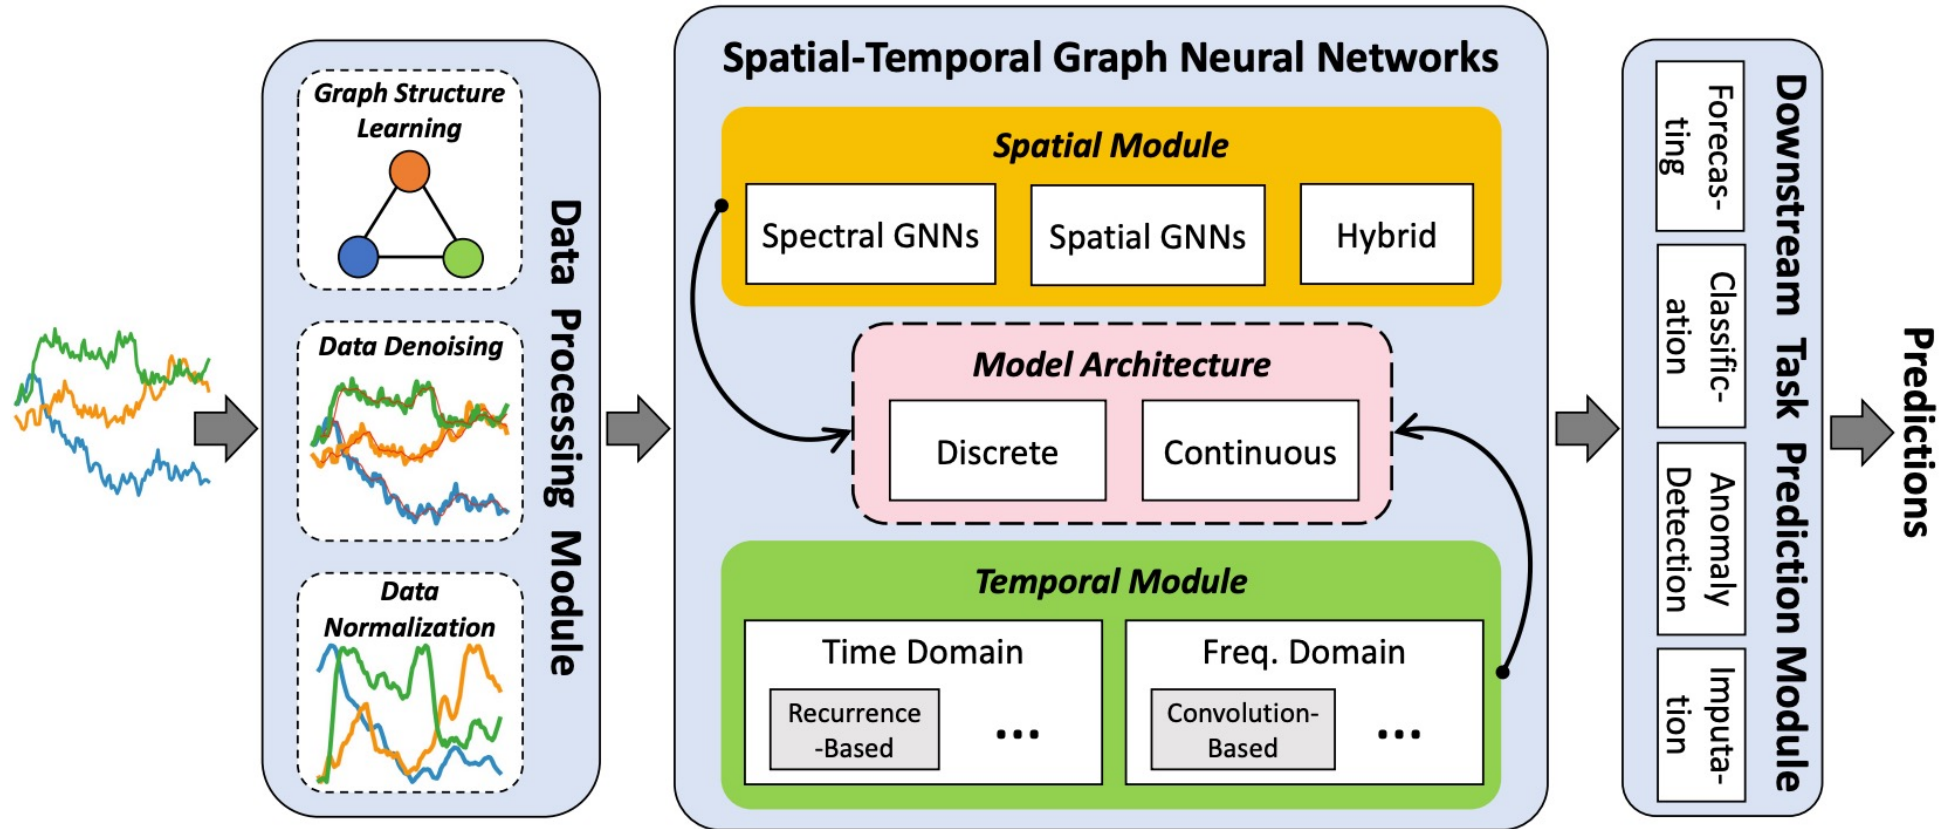 Graph Structure
Learning
Data Denoising
Data
Normalization
Data Processing Module
Spatial-Temporal Graph Neural Networks
Spatial Module
Spectral GNNs
Spatial GNNs
Hybrid
Model Architecture
Discrete
Continuous
Temporal Module
Time Domain
Recurrence
-Based
...
Freq. Domain
Convolution-
Based
...
Forecas-
ting
Classific-
ation
Anomaly
Detection
Imputa-
tion
Downstream Task Prediction Module
Predictions